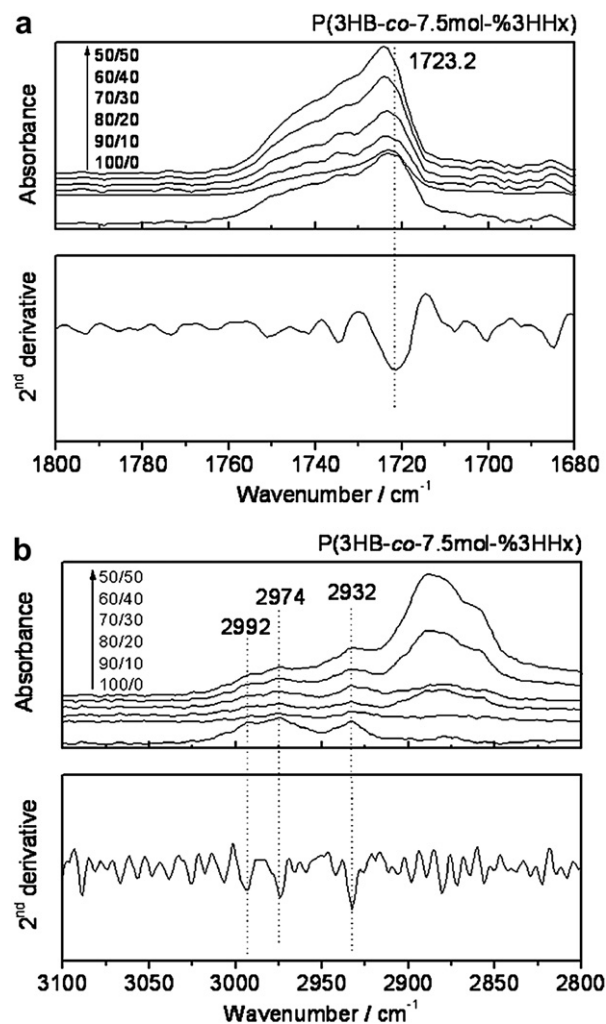 a
P(3HB-co-7.5mol-%3HHx)
50/50
60/40
70/30
80/20
90/10
100/0
1723.2
Absorbance
2nd derivative
1800 1780 1760 1740 1720 1700 1680
Wavenumber / cm-1
b
P(3HB-co-7.5mol-%3HHx)
50/50
60/40
70/30
80/20
90/10
100/0
2992
2974
2932
Absorbance
2nd derivative
3100 3050 3000 2950 2900 2850 2800
Wavenumber / cm-1